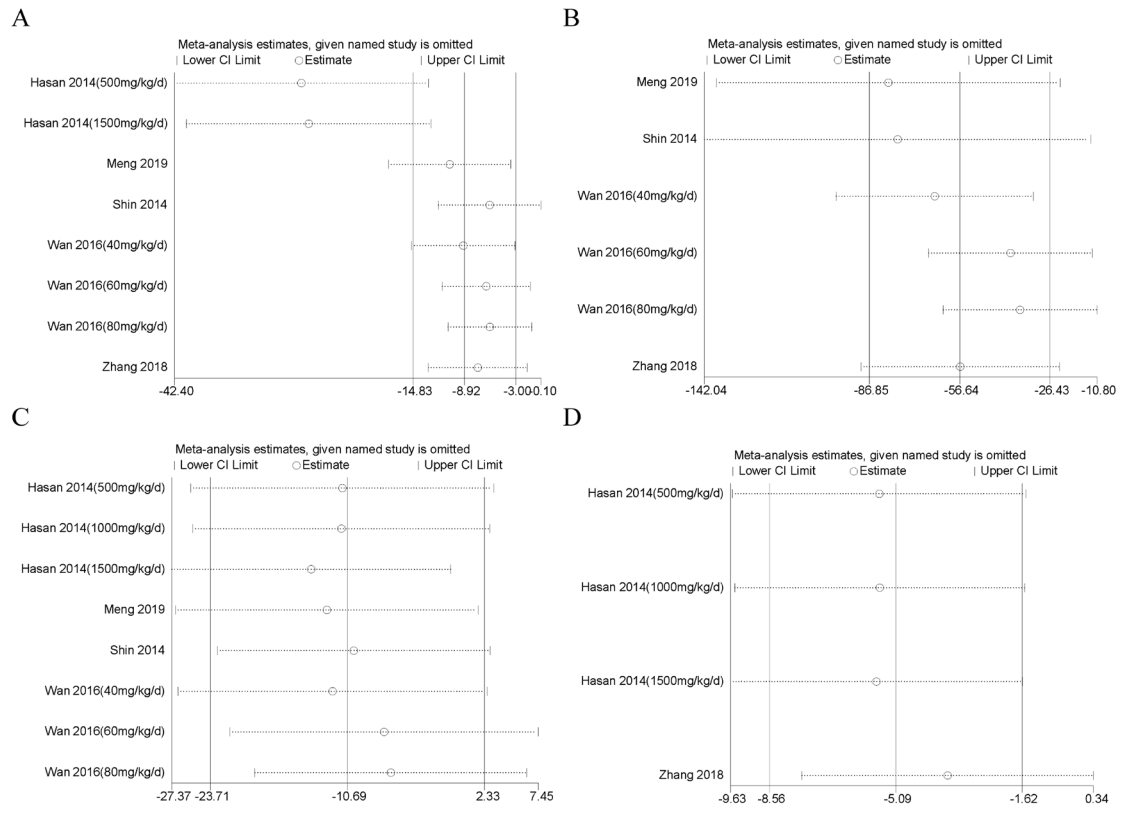 A
Meta-analysis estimates, given named study is omitted
Lower CI Limit Estimate Upper CI Limit
Hasan 2014(500mg/kg/d)
Hasan 2014(1500mg/kg/d)
Meng 2019
Shin 2014
Wan 2016(40mg/kg/d)
Wan 2016(60mg/kg/d)
Wan 2016(80mg/kg/d)
Zhang 2018
-42.40 -14.83 -8.92 -3.00 -0.10
B
Meta-analysis estimates, given named study is omitted
Lower CI Limit Estimate Upper CI Limit
Meng 2019
Shin 2014
Wan 2016(40mg/kg/d)
Wan 2016(60mg/kg/d)
Wan 2016(80mg/kg/d)
Zhang 2018
-142.04 -86.85 -56.64 -26.43 -10.80
C
Meta-analysis estimates, given named study is omitted
Lower CI Limit Estimate Upper CI Limit
Hasan 2014(500mg/kg/d)
Hasan 2014(1000mg/kg/d)
Hasan 2014(1500mg/kg/d)
Meng 2019
Shin 2014
Wan 2016(40mg/kg/d)
Wan 2016(60mg/kg/d)
Wan 2016(80mg/kg/d)
-27.37 -23.71 -10.69 2.33 7.45
D
Meta-analysis estimates, given named study is omitted
Lower CI Limit Estimate Upper CI Limit
Hasan 2014(500mg/kg/d)
Hasan 2014(1000mg/kg/d)
Hasan 2014(1500mg/kg/d)
Zhang 2018
-9.63 -8.56 -5.09 -1.62 0.34